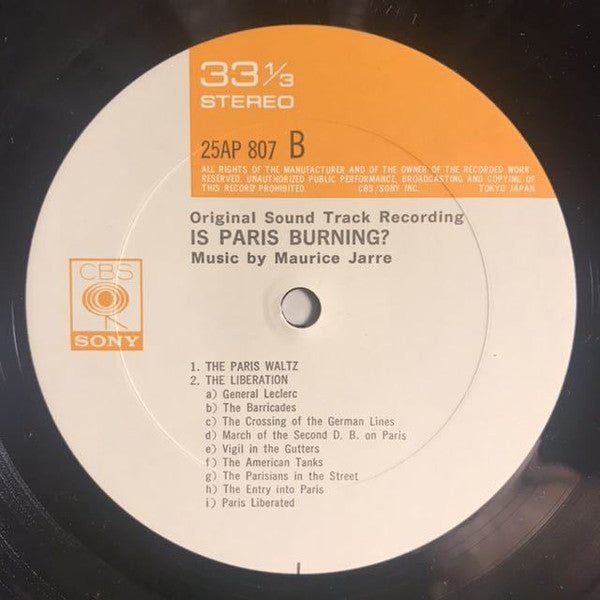 33 1/3
STEREO
25AP 807 B
ALL RIGHTS OF THE MANUFACTURER AND OF THE OWNER OF THE RECORDED WORK
RESERVED. UNAUTHORIZED PUBLIC PERFORMANCE, BROADCASTING AND COPYING OF
THIS RECORD PROHIBITED. CBS/SONY INC. TOKYO JAPAN
Original Sound Track Recording
IS PARIS BURNING?
Music by Maurice Jarre
CBS
SONY
1. THE PARIS WALTZ
2. THE LIBERATION
a) General Leclerc
b) The Barricades
c) The Crossing of the German Lines
d) March of the Second D. B. on Paris
e) Vigil in the Gutters
f) The American Tanks
g) The Parisians in the Street
h) The Entry into Paris
i) Paris Liberated